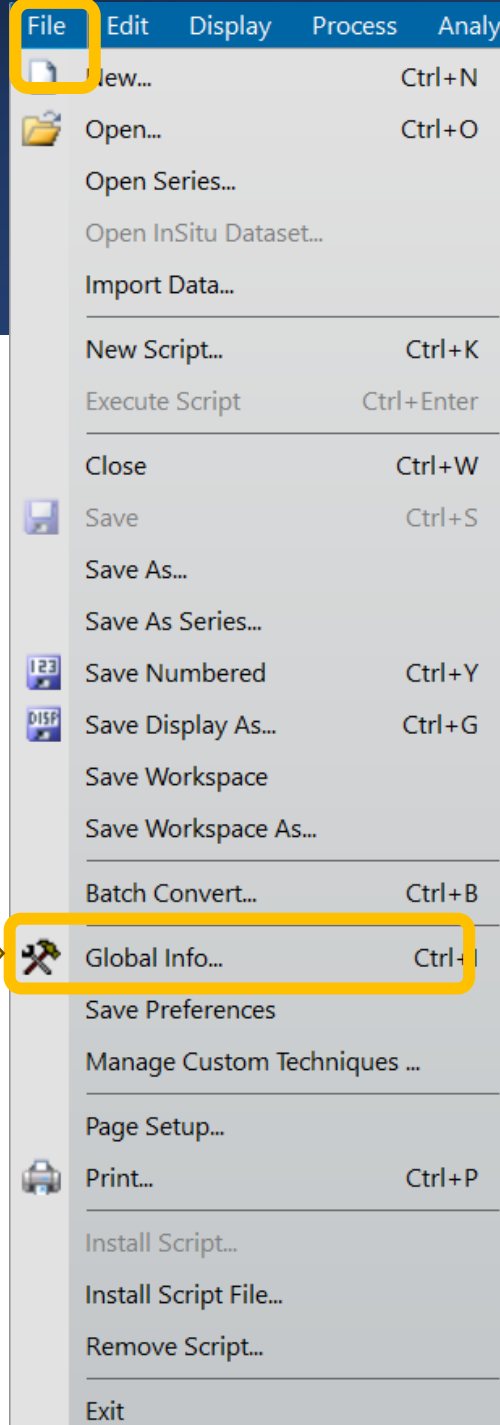 File Edit Display Process Analy
New... Ctrl+N
Open... Ctrl+O
Open Series...
Open InSitu Dataset...
Import Data...
New Script... Ctrl+K
Execute Script Ctrl+Enter
Close Ctrl+W
Save Ctrl+S
Save As...
Save As Series...
123 Save Numbered Ctrl+Y
DISP Save Display As... Ctrl+G
Save Workspace
Save Workspace As...
Batch Convert... Ctrl+B
Global Info... Ctrl+I
Save Preferences
Manage Custom Techniques ...
Page Setup...
Print... Ctrl+P
Install Script...
Install Script File...
Remove Script...
Exit